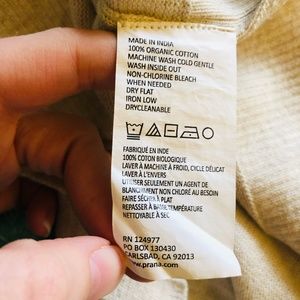 MADE IN INDIA
100% ORGANIC COTTON
MACHINE WASH COLD GENTLE
WASH INSIDE OUT
NON-CHLORINE BLEACH
WHEN NEEDED
DRY FLAT
IRON LOW
DRYCLEANABLE
FABRIQUÉ EN INDE
100% COTON BIOLOGIQUE
LAVER À MACHINE À FROID, CYCLE DÉLICAT
LAVER À L'ENVERS
UTILISER SEULEMENT UN AGENT DE
BLANCHIMENT NON CHLORÉ AU BESOIN
FAIRE SÉCHER À PLAT
REPASSER À BASSE TEMPÉRATURE
NETTOYABLE À SEC
RN 124977
PO BOX 130430
CARLSBAD, CA 92013
www.prana.com